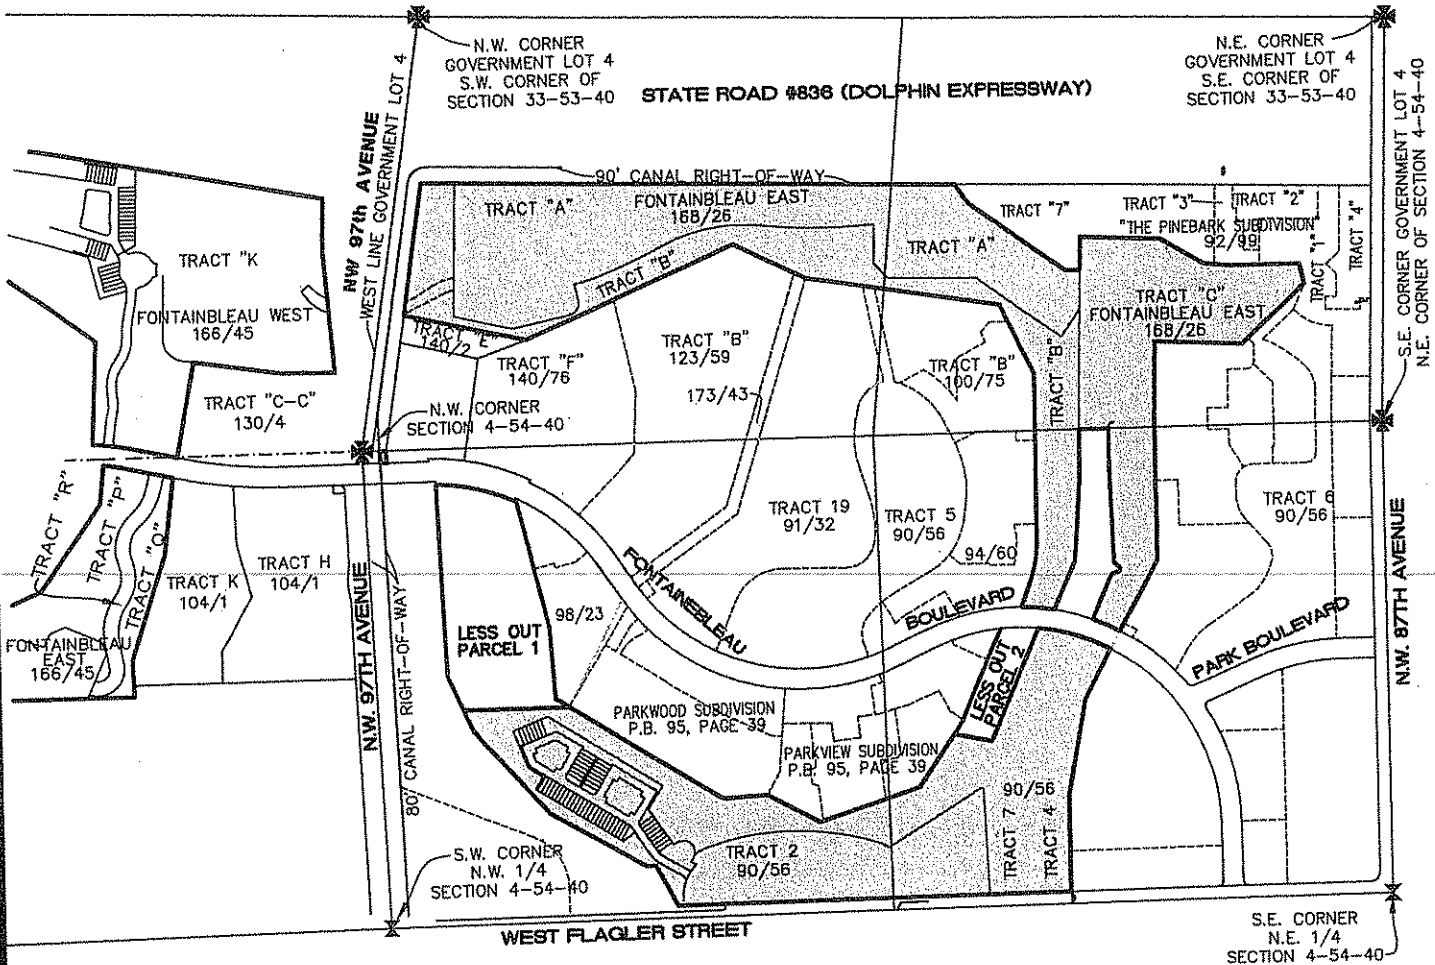 N.W. CORNER
GOVERNMENT LOT 4
S.W. CORNER OF
SECTION 33-53-40
STATE ROAD #836 (DOLPHIN EXPRESSWAY)
N.E. CORNER
GOVERNMENT LOT 4
S.E. CORNER OF
SECTION 33-53-40
S.E. CORNER GOVERNMENT LOT 4
N.E. CORNER OF SECTION 4-54-40
NW 97th AVENUE
WEST LINE GOVERNMENT LOT 4
90' CANAL RIGHT-OF-WAY
TRACT "A"
FONTAINBLEAU EAST
168/26
TRACT "A"
TRACT "B"
TRACT "7"
TRACT "3"
TRACT "2"
"THE PINEBARK SUBDIVISION"
92/99
TRACT "1"
TRACT "4"
TRACT "K
FONTAINBLEAU WEST
166/45
TRACT "C-C"
130/4
TRACT "E"
140/2
TRACT "F"
140/76
TRACT "B"
123/59
173/43
TRACT "B"
100/75
TRACT "B"
TRACT "C"
FONTAINBLEAU EAST
168/26
N.W. CORNER
SECTION 4-54-40
TRACT "R"
TRACT "P"
TRACT "Q"
TRACT K
104/1
TRACT H
104/1
FONTAINBLEAU
EAST
166/45
N.W. 97TH AVENUE
80' CANAL RIGHT-OF-WAY
LESS OUT
PARCEL 1
98/23
FONTAINEBLEAU
BOULEVARD
TRACT 19
91/32
TRACT 5
90/56
94/60
TRACT 6
90/56
N.W. 87TH AVENUE
PARK BOULEVARD
LESS OUT
PARCEL 2
PARKWOOD SUBDIVISION
P.B. 95, PAGE 39
PARKVIEW SUBDIVISION
P.B. 95, PAGE 39
90/56
TRACT 7
TRACT 4
TRACT 2
90/56
S.W. CORNER
N.W. 1/4
SECTION 4-54-40
WEST FLAGLER STREET
S.E. CORNER
N.E. 1/4
SECTION 4-54-40